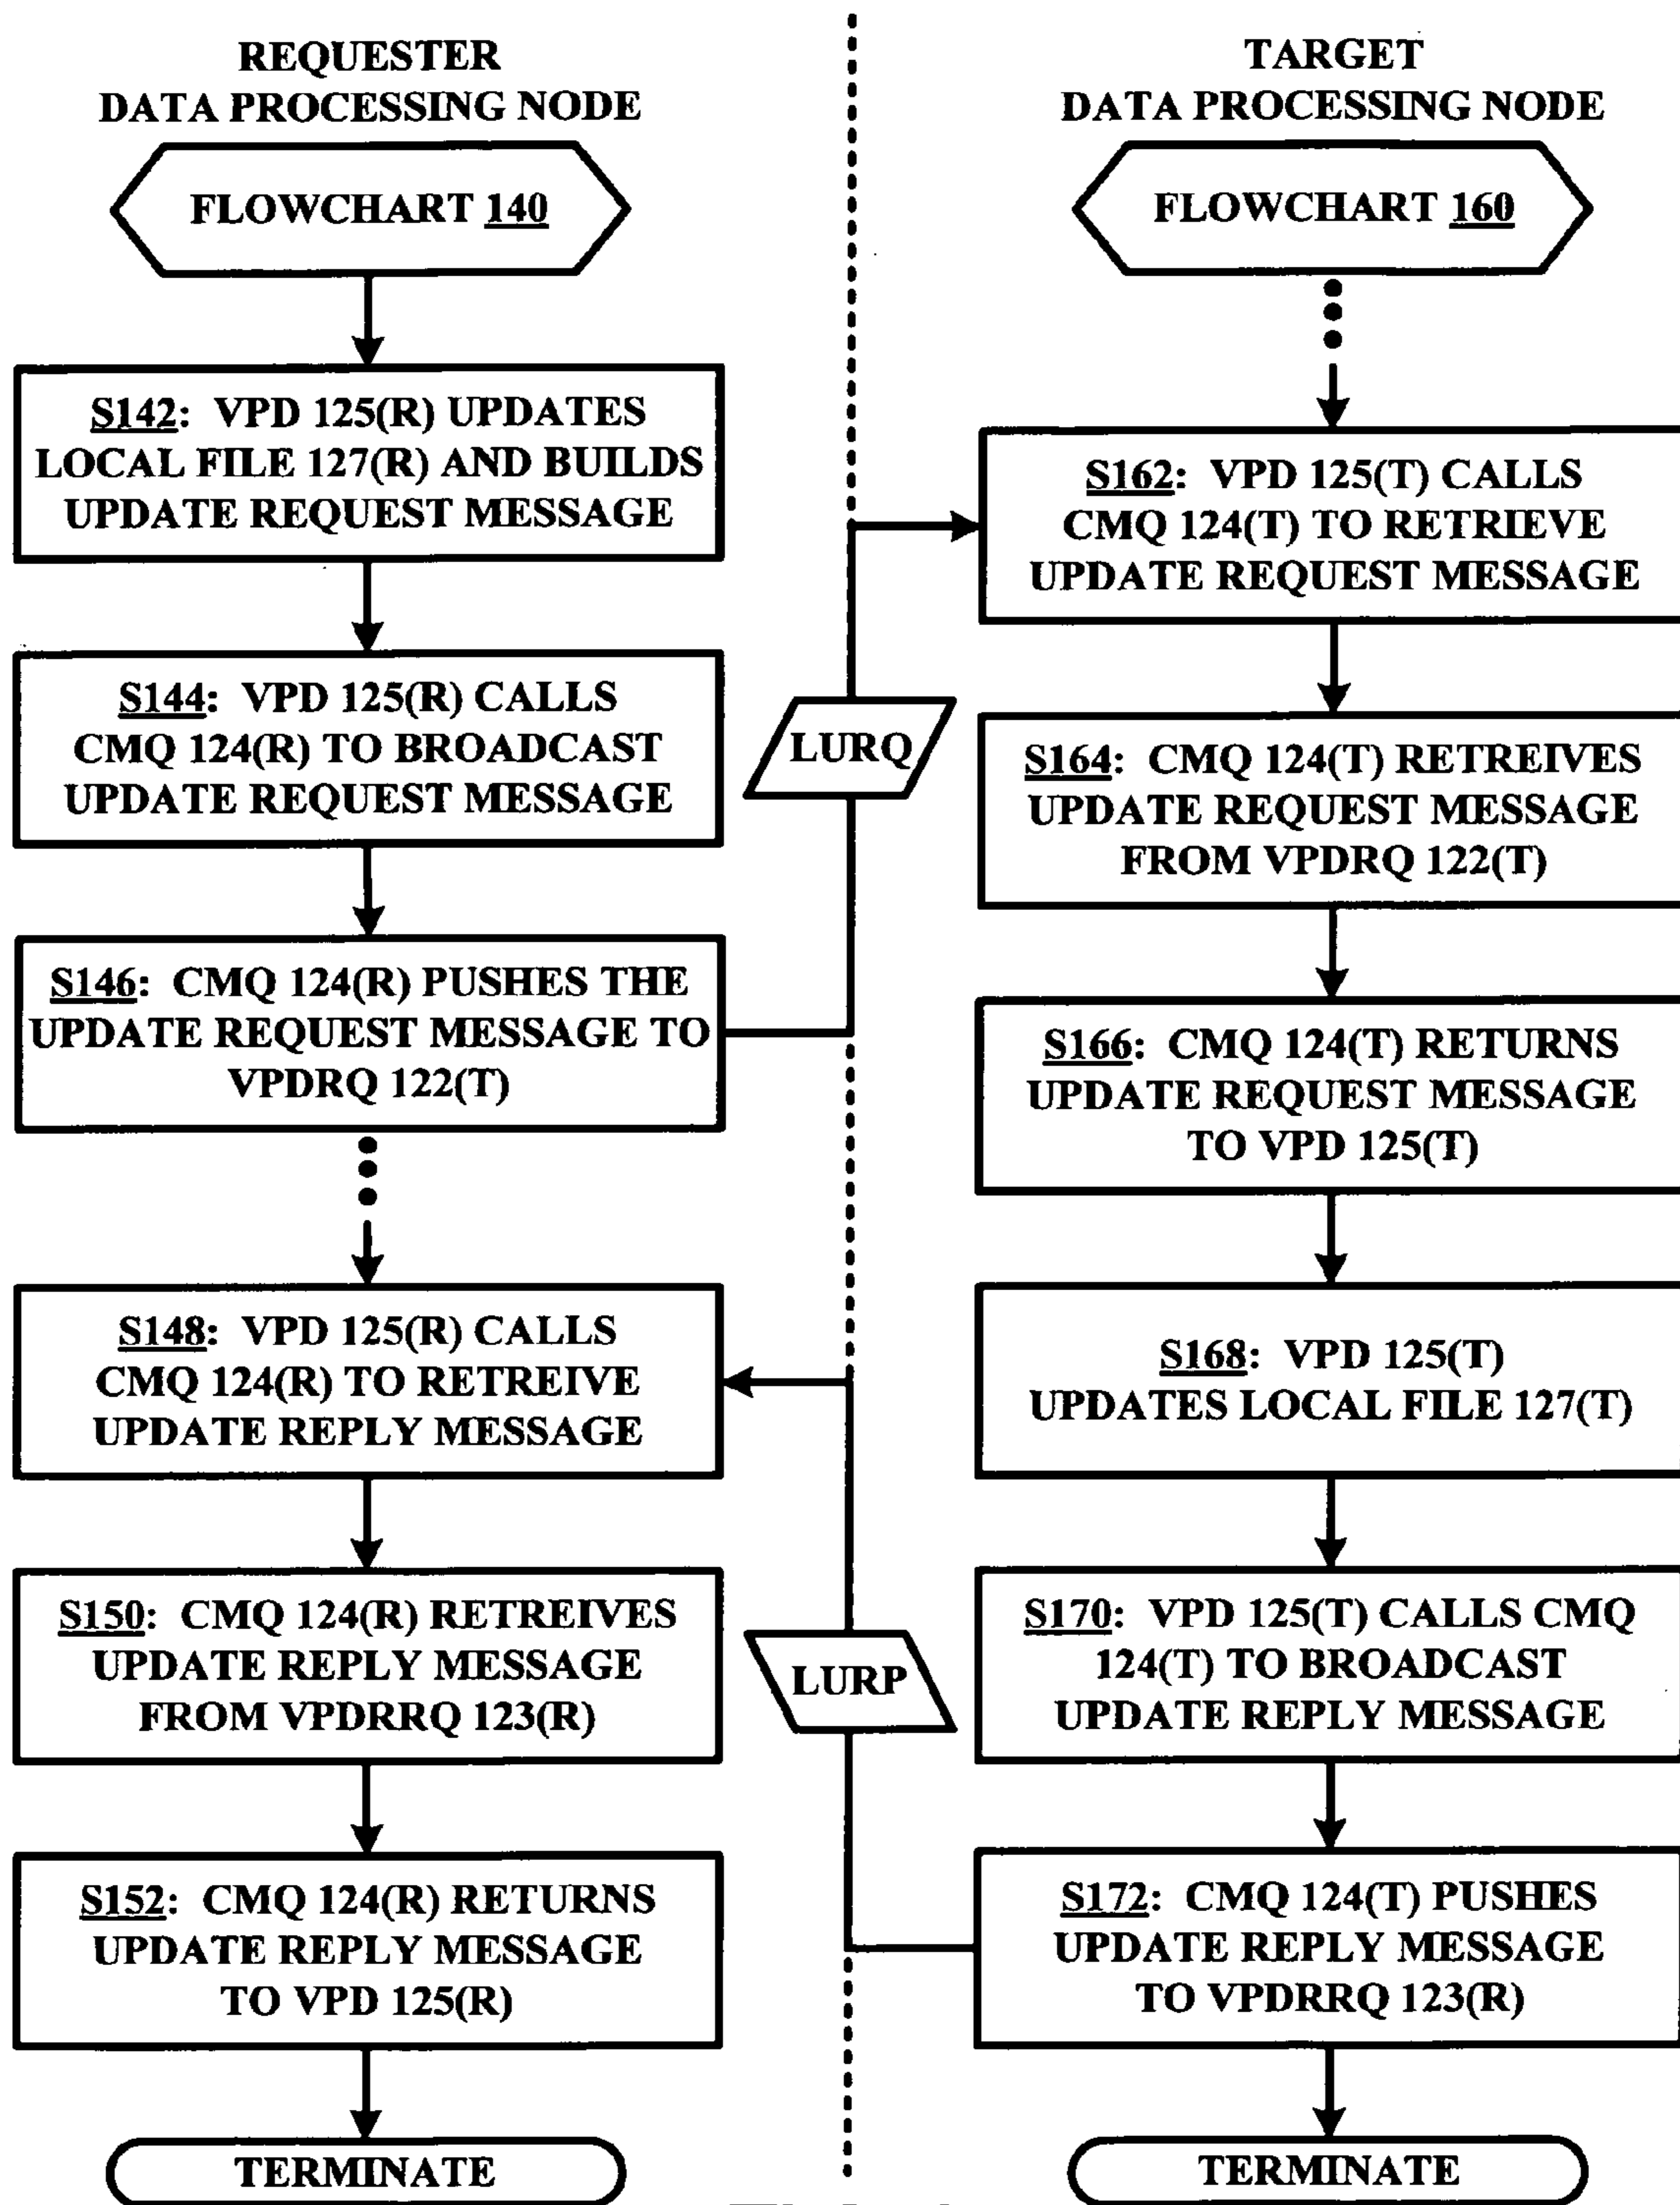 REQUESTER
DATA PROCESSING NODE
FLOWCHART 140
S142: VPD 125(R) UPDATES
LOCAL FILE 127(R) AND BUILDS
UPDATE REQUEST MESSAGE
S144: VPD 125(R) CALLS
CMQ 124(R) TO BROADCAST
UPDATE REQUEST MESSAGE
S146: CMQ 124(R) PUSHES THE
UPDATE REQUEST MESSAGE TO
VPDRQ 122(T)
S148: VPD 125(R) CALLS
CMQ 124(R) TO RETREIVE
UPDATE REPLY MESSAGE
S150: CMQ 124(R) RETREIVES
UPDATE REPLY MESSAGE
FROM VPDRRQ 123(R)
S152: CMQ 124(R) RETURNS
UPDATE REPLY MESSAGE
TO VPD 125(R)
TERMINATE
LURQ
LURP
TARGET
DATA PROCESSING NODE
FLOWCHART 160
S162: VPD 125(T) CALLS
CMQ 124(T) TO RETRIEVE
UPDATE REQUEST MESSAGE
S164: CMQ 124(T) RETREIVES
UPDATE REQUEST MESSAGE
FROM VPDRQ 122(T)
S166: CMQ 124(T) RETURNS
UPDATE REQUEST MESSAGE
TO VPD 125(T)
S168: VPD 125(T)
UPDATES LOCAL FILE 127(T)
S170: VPD 125(T) CALLS CMQ
124(T) TO BROADCAST
UPDATE REPLY MESSAGE
S172: CMQ 124(T) PUSHES
UPDATE REPLY MESSAGE
TO VPDRRQ 123(R)
TERMINATE